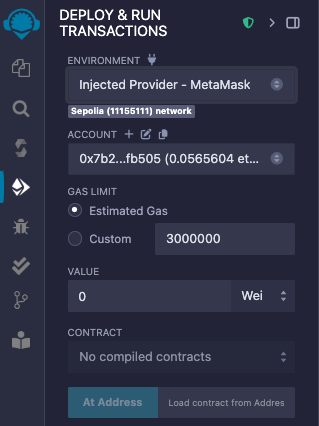 DEPLOY & RUN
TRANSACTIONS
ENVIRONMENT
Injected Provider - MetaMask
Sepolia (11155111) network
ACCOUNT
0x7b2...fb505 (0.0565604 et...
GAS LIMIT
Estimated Gas
Custom
3000000
VALUE
0
Wei
CONTRACT
No compiled contracts
At Address
Load contract from Addres